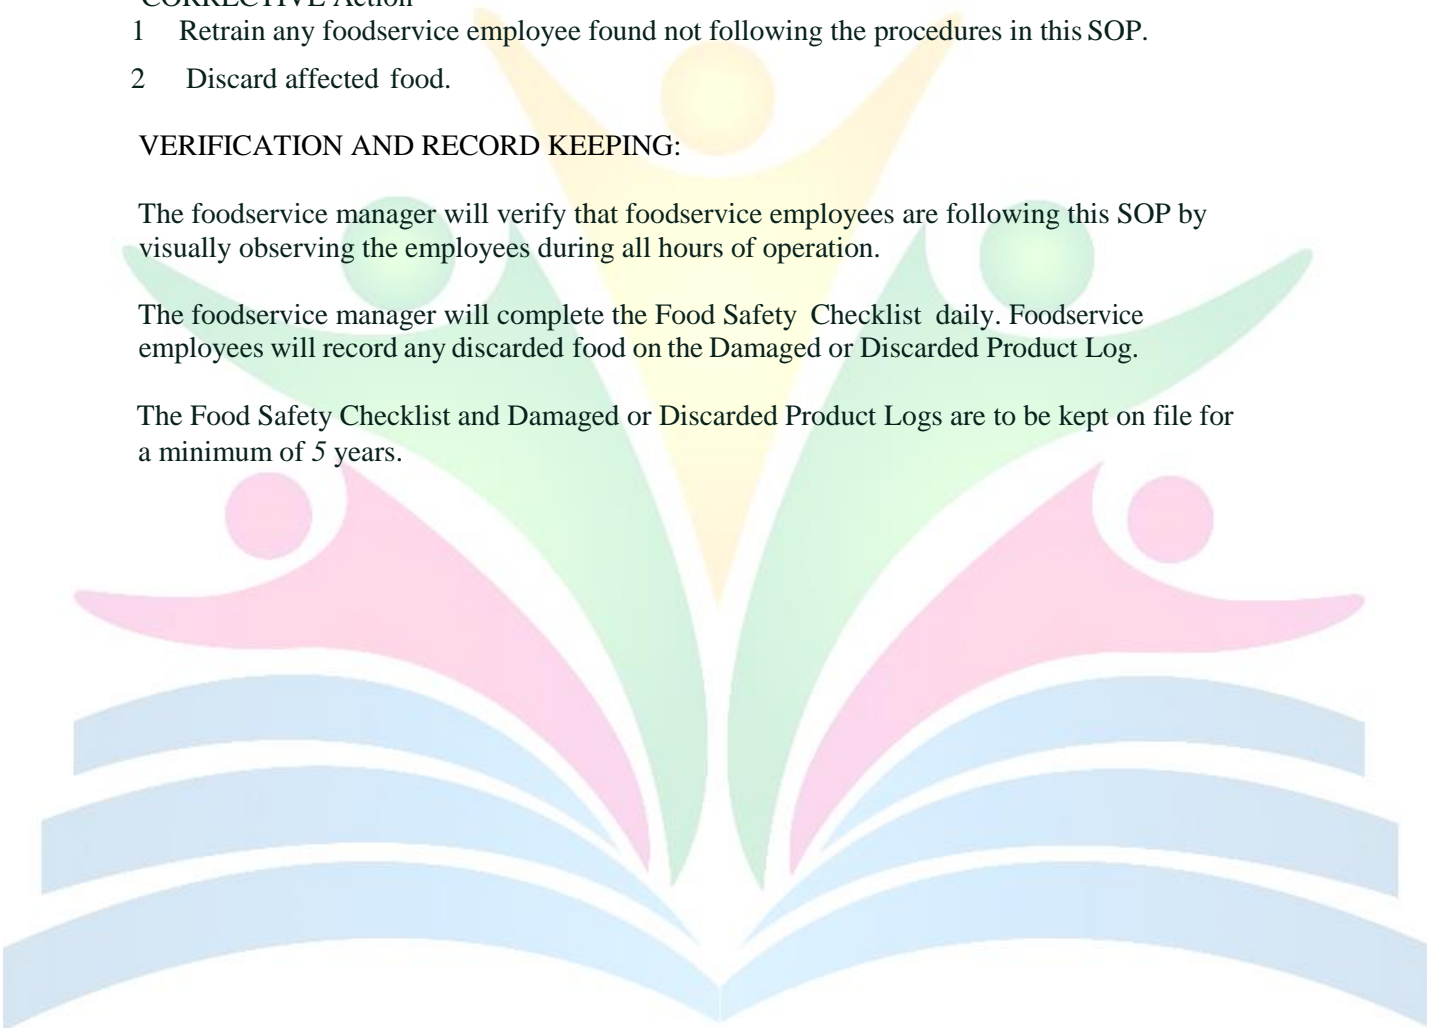 CORRECTIVE Action
1 Retrain any foodservice employee found not following the procedures in this SOP.
2 Discard affected food.
VERIFICATION AND RECORD KEEPING:
The foodservice manager will verify that foodservice employees are following this SOP by
visually observing the employees during all hours of operation.
The foodservice manager will complete the Food Safety Checklist daily. Foodservice
employees will record any discarded food on the Damaged or Discarded Product Log.
The Food Safety Checklist and Damaged or Discarded Product Logs are to be kept on file for
a minimum of 5 years.